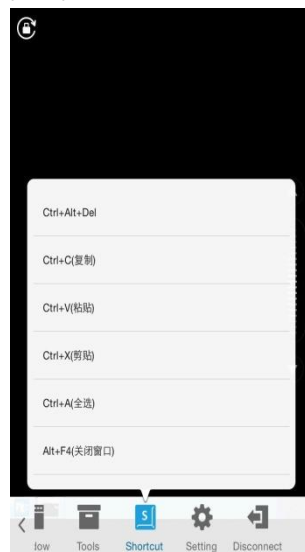 Ctrl+Alt+Del
Ctrl+C(复制)
Ctrl+V(粘贴)
Ctrl+X(剪贴)
Ctrl+A(全选)
Alt+F4(关闭窗口)
S
Tools Shortcut Setting Disconnect